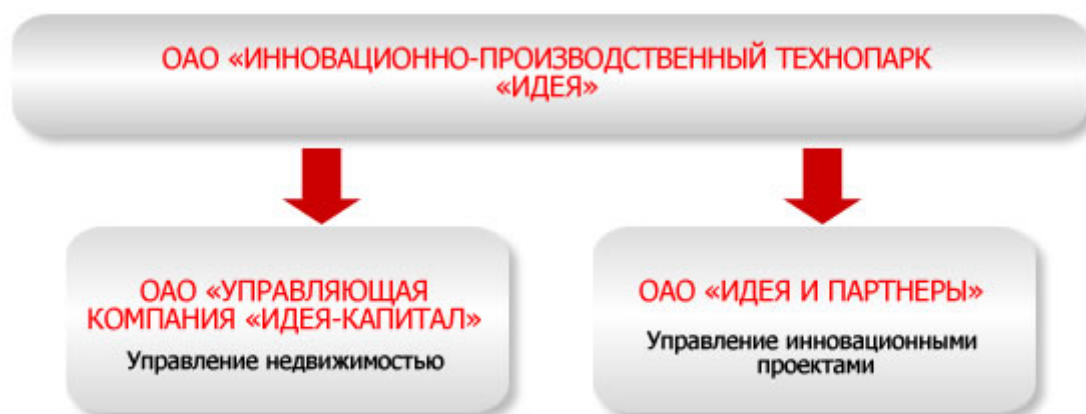 ОАО «ИННОВАЦИОННО-ПРОИЗВОДСТВЕННЫЙ ТЕХНОПАРК
«ИДЕЯ»
ОАО «УПРАВЛЯЮЩАЯ
КОМПАНИЯ «ИДЕЯ-КАПИТАЛ»
Управление недвижимостью
ОАО «ИДЕЯ И ПАРТНЕРЫ»
Управление инновационными
проектами